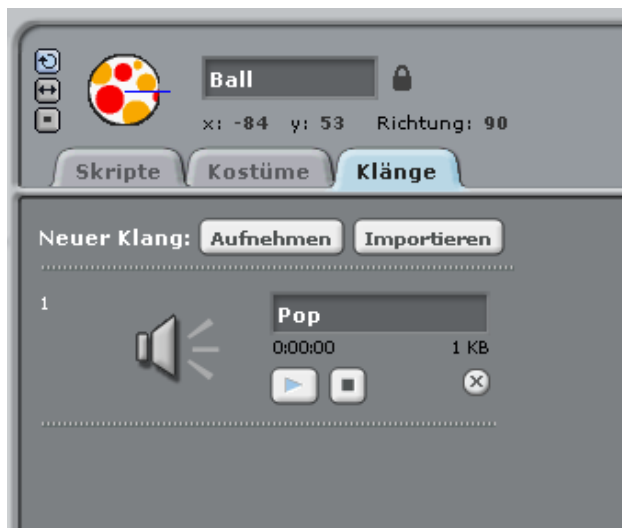 Ball
x: -84 y: 53 Richtung: 90
Skripte Kostüme Klänge
Neuer Klang: Aufnehmen Importieren
1
Pop
0:00:00 1 KB